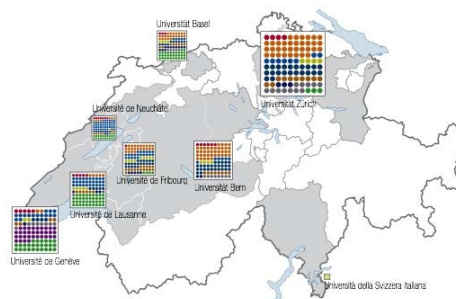 Universität Basel
Universität Zürich
Université de Neuchâtel
Université de Fribourg
Universität Bern
Université de Lausanne
Université de Genève
Università della Svizzera Italiana